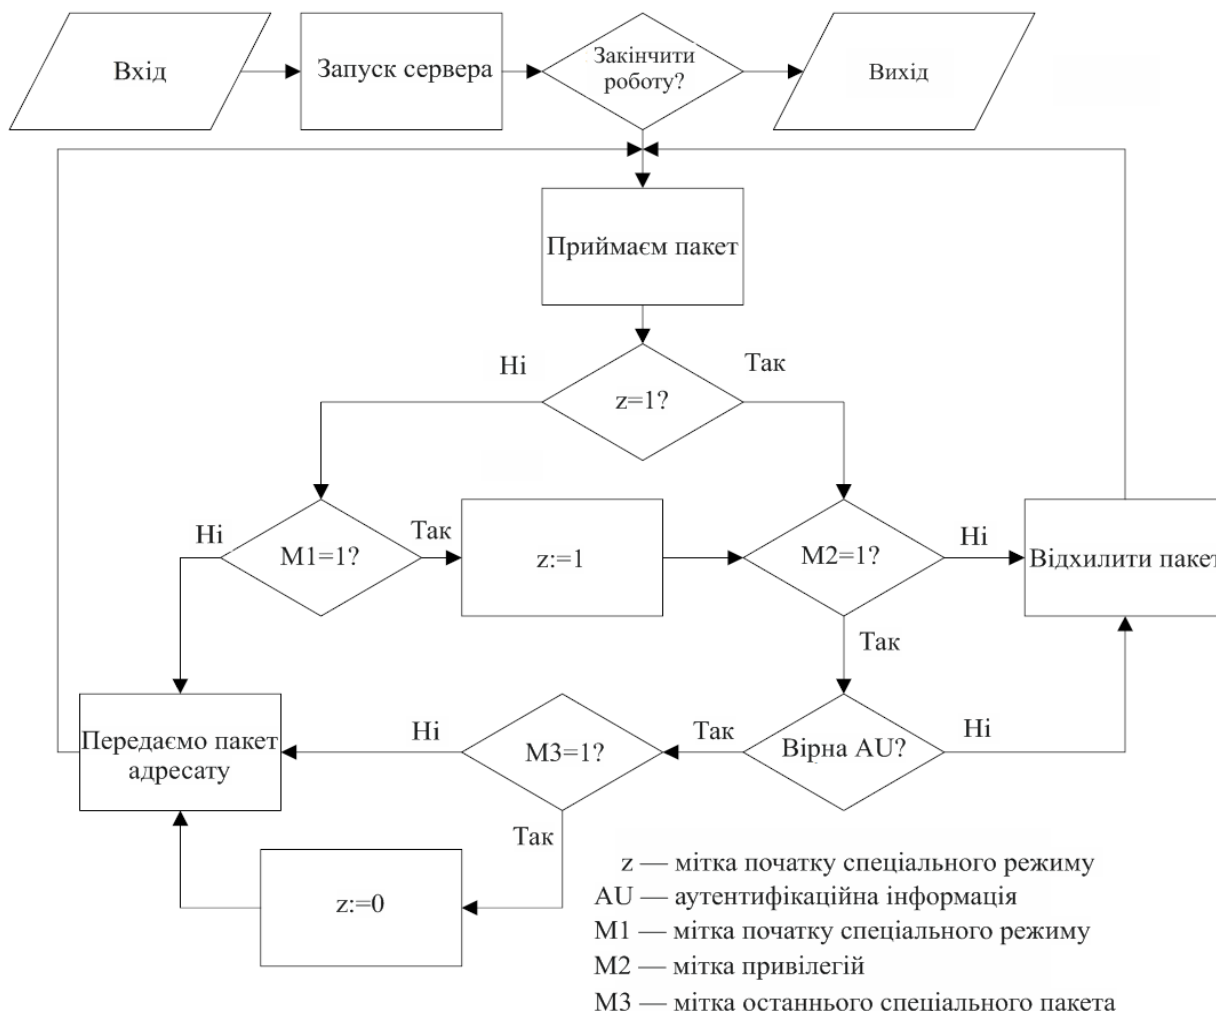 Вхід
Запуск сервера
Закінчити
роботу?
Вихід
Приймаєм пакет
Ні
Так
z=1?
Ні
M1=1?
Так
z:=1
M2=1?
Ні
Відхилити пакет
Так
Передаємо пакет
адресату
Ні
M3=1?
Так
Вірна AU?
Ні
Так
z:=0
z — мітка початку спеціального режиму
AU — аутентифікаційна інформація
M1 — мітка початку спеціального режиму
M2 — мітка привілегій
M3 — мітка останнього спеціального пакета